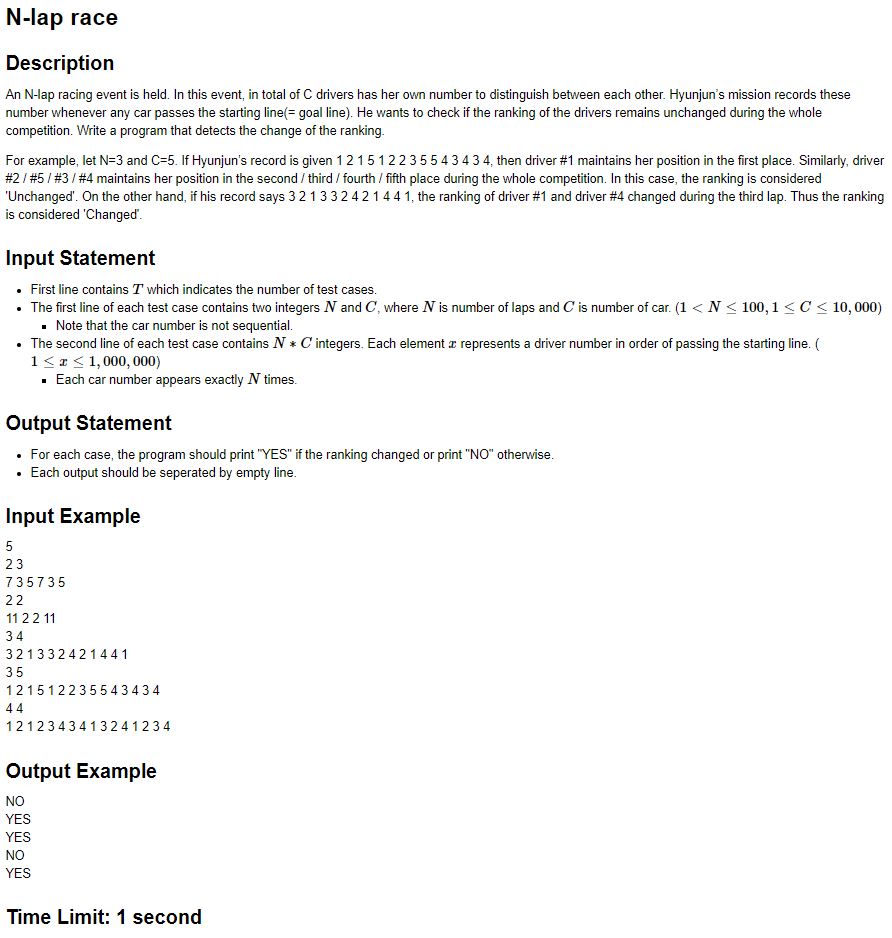 N-lap race
Description
An N-lap racing event is held. In this event, in total of C drivers has her own number to distinguish between each other. Hyunjun's mission records these
number whenever any car passes the starting line(= goal line). He wants to check if the ranking of the drivers remains unchanged during the whole
competition. Write a program that detects the change of the ranking.
For example, let N=3 and C=5. If Hyunjun's record is given 1 2 1 5 1 2 2 3 5 5 4 3 4 3 4, then driver #1 maintains her position in the first place. Similarly, driver
#2 / #5 / #3 / #4 maintains her position in the second / third / fourth / fifth place during the whole competition. In this case, the ranking is considered
'Unchanged'. On the other hand, if his record says 3 2 1 3 3 2 4 2 1 4 4 1, the ranking of driver #1 and driver #4 changed during the third lap. Thus the ranking
is considered 'Changed'.
Input Statement
• First line contains T which indicates the number of test cases.
• The first line of each test case contains two integers N and C, where N is number of laps and C is number of car. (1 < N ≤ 100, 1 ≤ C ≤ 10, 000)
▪ Note that the car number is not sequential.
• The second line of each test case contains N * C integers. Each element x represents a driver number in order of passing the starting line. (
1 ≤ x ≤ 1, 000, 000)
▪ Each car number appears exactly N times.
Output Statement
• For each case, the program should print "YES" if the ranking changed or print "NO" otherwise.
• Each output should be seperated by empty line.
Input Example
5
2 3
7 3 5 7 3 5
2 2
11 2 2 11
3 4
3 2 1 3 3 2 4 2 1 4 4 1
3 5
1 2 1 5 1 2 2 3 5 5 4 3 4 3 4
4 4
1 2 1 2 3 4 3 4 1 3 2 4 1 2 3 4
Output Example
NO
YES
YES
NO
YES
Time Limit: 1 second